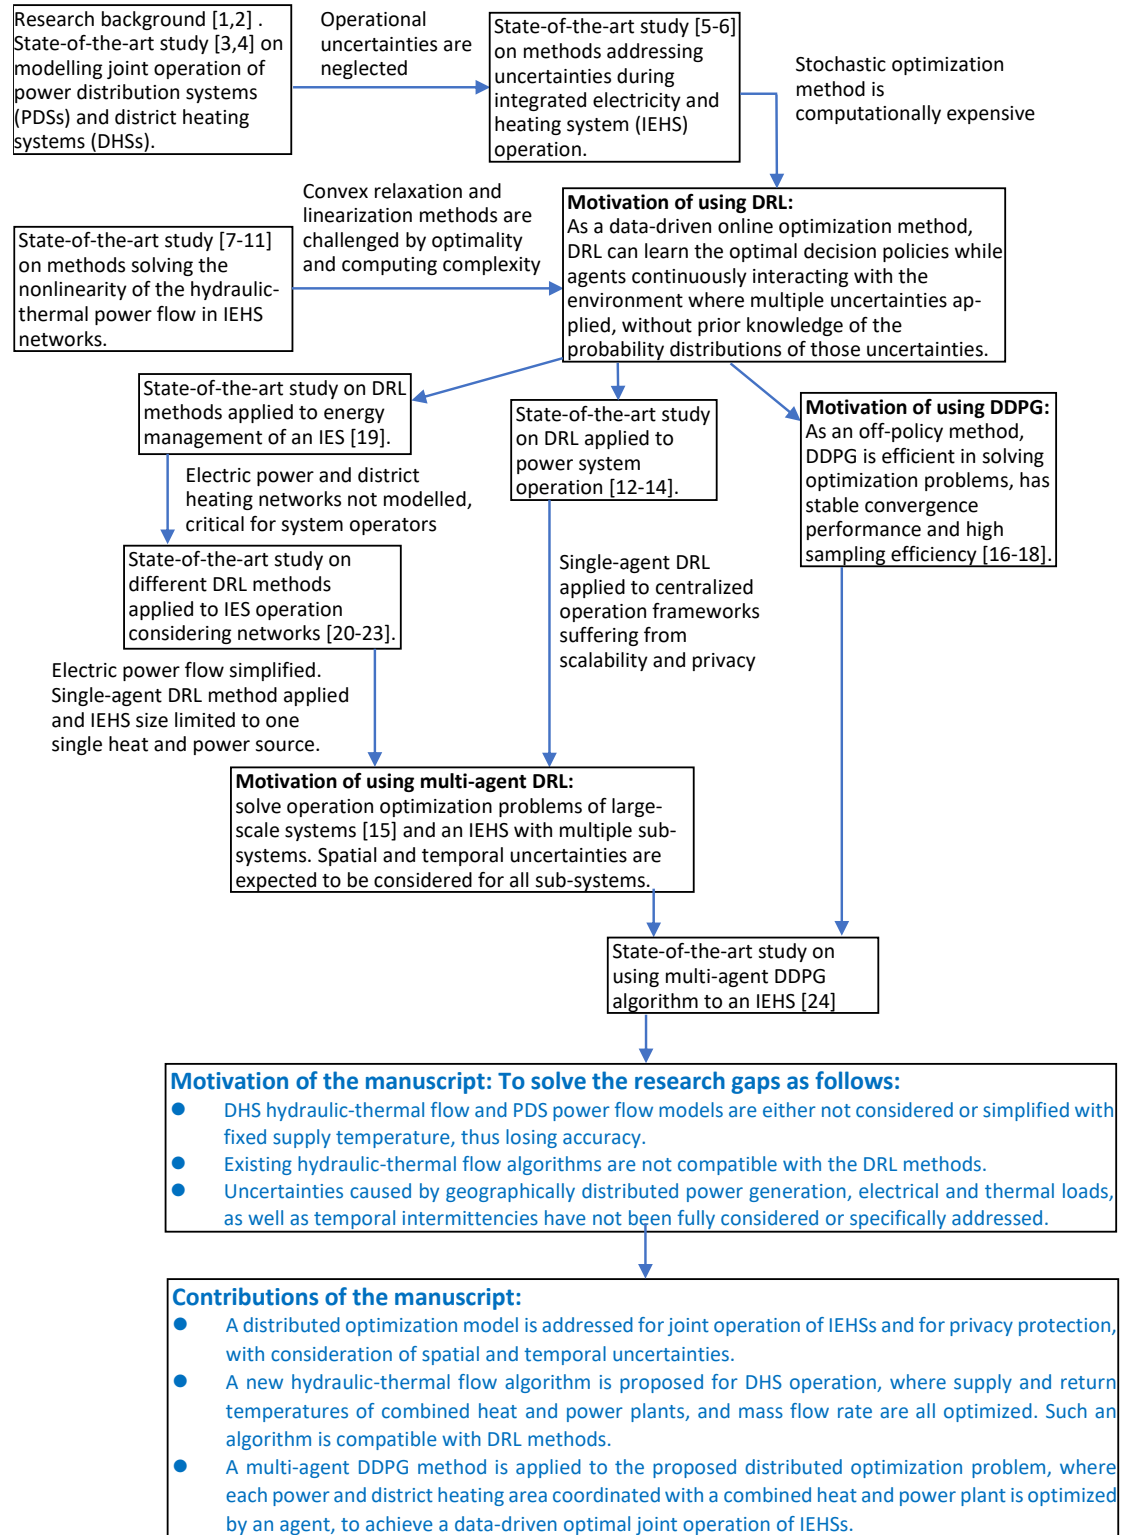 Research background [1,2] .
State-of-the-art study [3,4] on
modelling joint operation of
power distribution systems
(PDSs) and district heating
systems (DHSs).
Operational
uncertainties are
neglected
State-of-the-art study [5-6]
on methods addressing
uncertainties during
integrated electricity and
heating system (IEHS)
operation.
Stochastic optimization
method is
computationally expensive
State-of-the-art study [7-11]
on methods solving the
nonlinearity of the hydraulic-
thermal power flow in IEHS
networks.
Convex relaxation and
linearization methods are
challenged by optimality
and computing complexity
Motivation of using DRL:
As a data-driven online optimization method,
DRL can learn the optimal decision policies while
agents continuously interacting with the
environment where multiple uncertainties ap-
plied, without prior knowledge of the
probability distributions of those uncertainties.
State-of-the-art study on DRL
methods applied to energy
management of an IES [19].
Electric power and district
heating networks not modelled,
critical for system operators
State-of-the-art study on
different DRL methods
applied to IES operation
considering networks [20-23].
Electric power flow simplified.
Single-agent DRL method applied
and IEHS size limited to one
single heat and power source.
State-of-the-art study
on DRL applied to
power system
operation [12-14].
Single-agent DRL
applied to centralized
operation frameworks
suffering from
scalability and privacy
Motivation of using DDPG:
As an off-policy method,
DDPG is efficient in solving
optimization problems, has
stable convergence
performance and high
sampling efficiency [16-18].
Motivation of using multi-agent DRL:
solve operation optimization problems of large-
scale systems [15] and an IEHS with multiple sub-
systems. Spatial and temporal uncertainties are
expected to be considered for all sub-systems.
State-of-the-art study on
using multi-agent DDPG
algorithm to an IEHS [24]
Motivation of the manuscript: To solve the research gaps as follows:
● DHS hydraulic-thermal flow and PDS power flow models are either not considered or simplified with
fixed supply temperature, thus losing accuracy.
● Existing hydraulic-thermal flow algorithms are not compatible with the DRL methods.
● Uncertainties caused by geographically distributed power generation, electrical and thermal loads,
as well as temporal intermittencies have not been fully considered or specifically addressed.
Contributions of the manuscript:
● A distributed optimization model is addressed for joint operation of IEHSs and for privacy protection,
with consideration of spatial and temporal uncertainties.
● A new hydraulic-thermal flow algorithm is proposed for DHS operation, where supply and return
temperatures of combined heat and power plants, and mass flow rate are all optimized. Such an
algorithm is compatible with DRL methods.
● A multi-agent DDPG method is applied to the proposed distributed optimization problem, where
each power and district heating area coordinated with a combined heat and power plant is optimized
by an agent, to achieve a data-driven optimal joint operation of IEHSs.